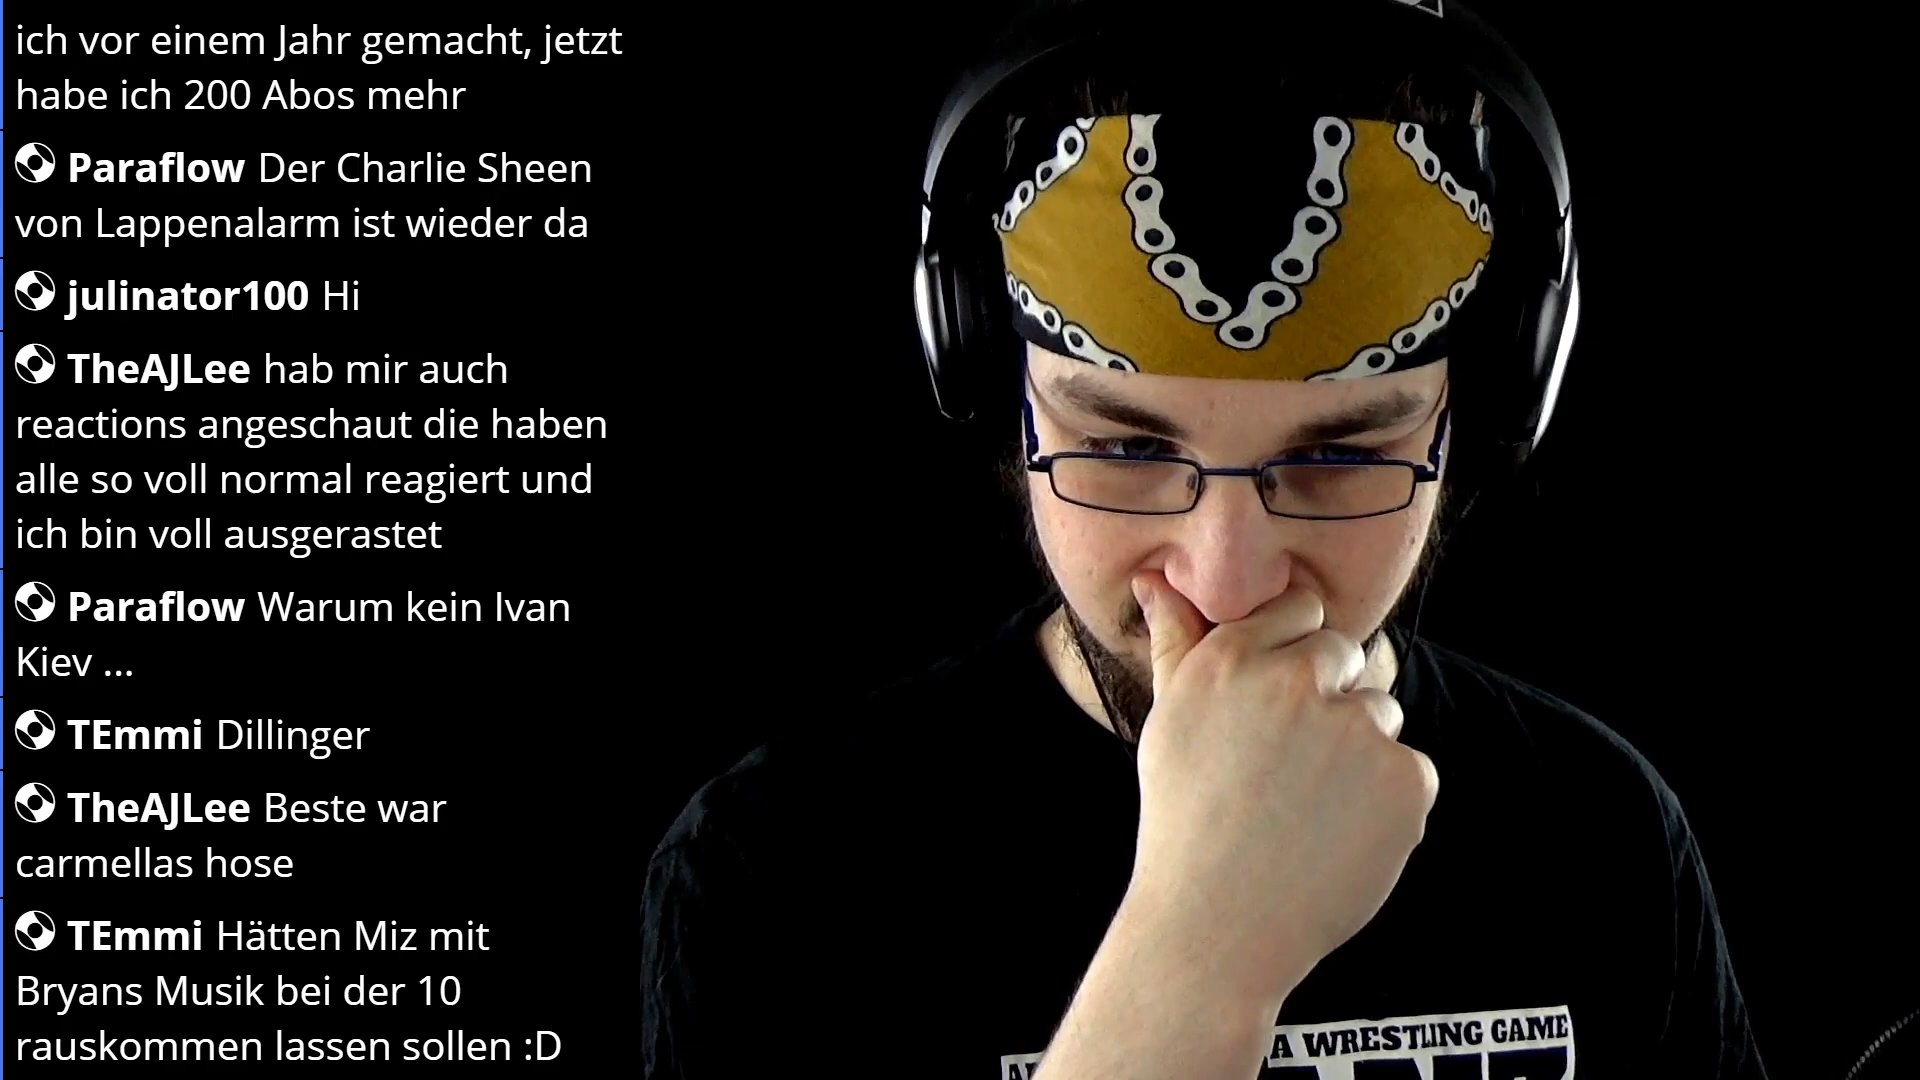 ich vor einem Jahr gemacht, jetzt
habe ich 200 Abos mehr
Paraflow Der Charlie Sheen
von Lappenalarm ist wieder da
julinator100 Hi
TheAJLee hab mir auch
reactions angeschaut die haben
alle so voll normal reagiert und
ich bin voll ausgerastet
Paraflow Warum kein Ivan
Kiev ...
TEmmi Dillinger
TheAJLee Beste war
carmellas hose
TEmmi Hätten Miz mit
Bryans Musik bei der 10
rauskommen lassen sollen :D
A WRESTLING GAME